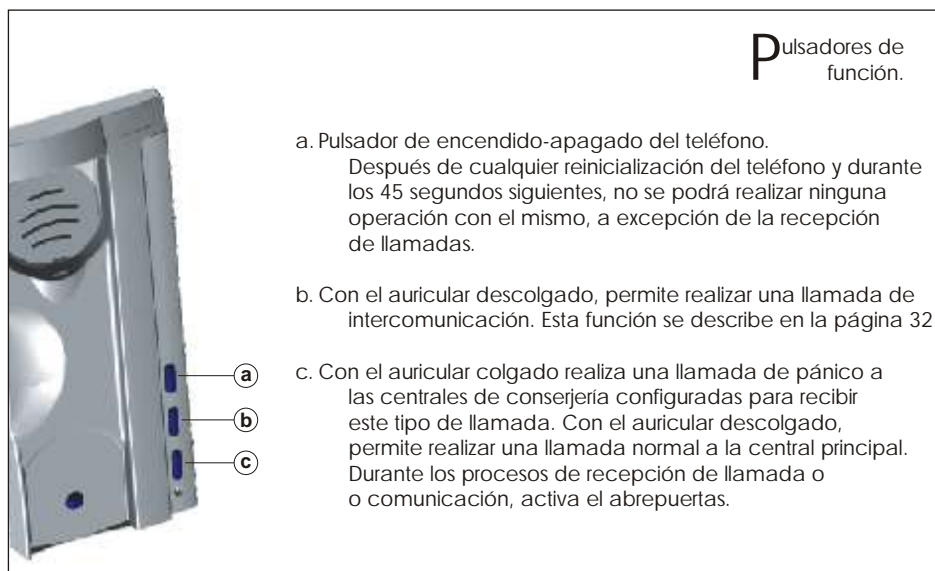 Pulsadores de
función.
a. Pulsador de encendido-apagado del teléfono.
Después de cualquier reinicialización del teléfono y durante
los 45 segundos siguientes, no se podrá realizar ninguna
operación con el mismo, a excepción de la recepción
de llamadas.
b. Con el auricular descolgado, permite realizar una llamada de
intercomunicación. Esta función se describe en la página 32
a
c. Con el auricular colgado realiza una llamada de pánico a
las centrales de conserjería configuradas para recibir
b
este tipo de llamada. Con el auricular descolgado,
permite realizar una llamada normal a la central principal.
c
Durante los procesos de recepción de llamada o
o comunicación, activa el abrepuertas.